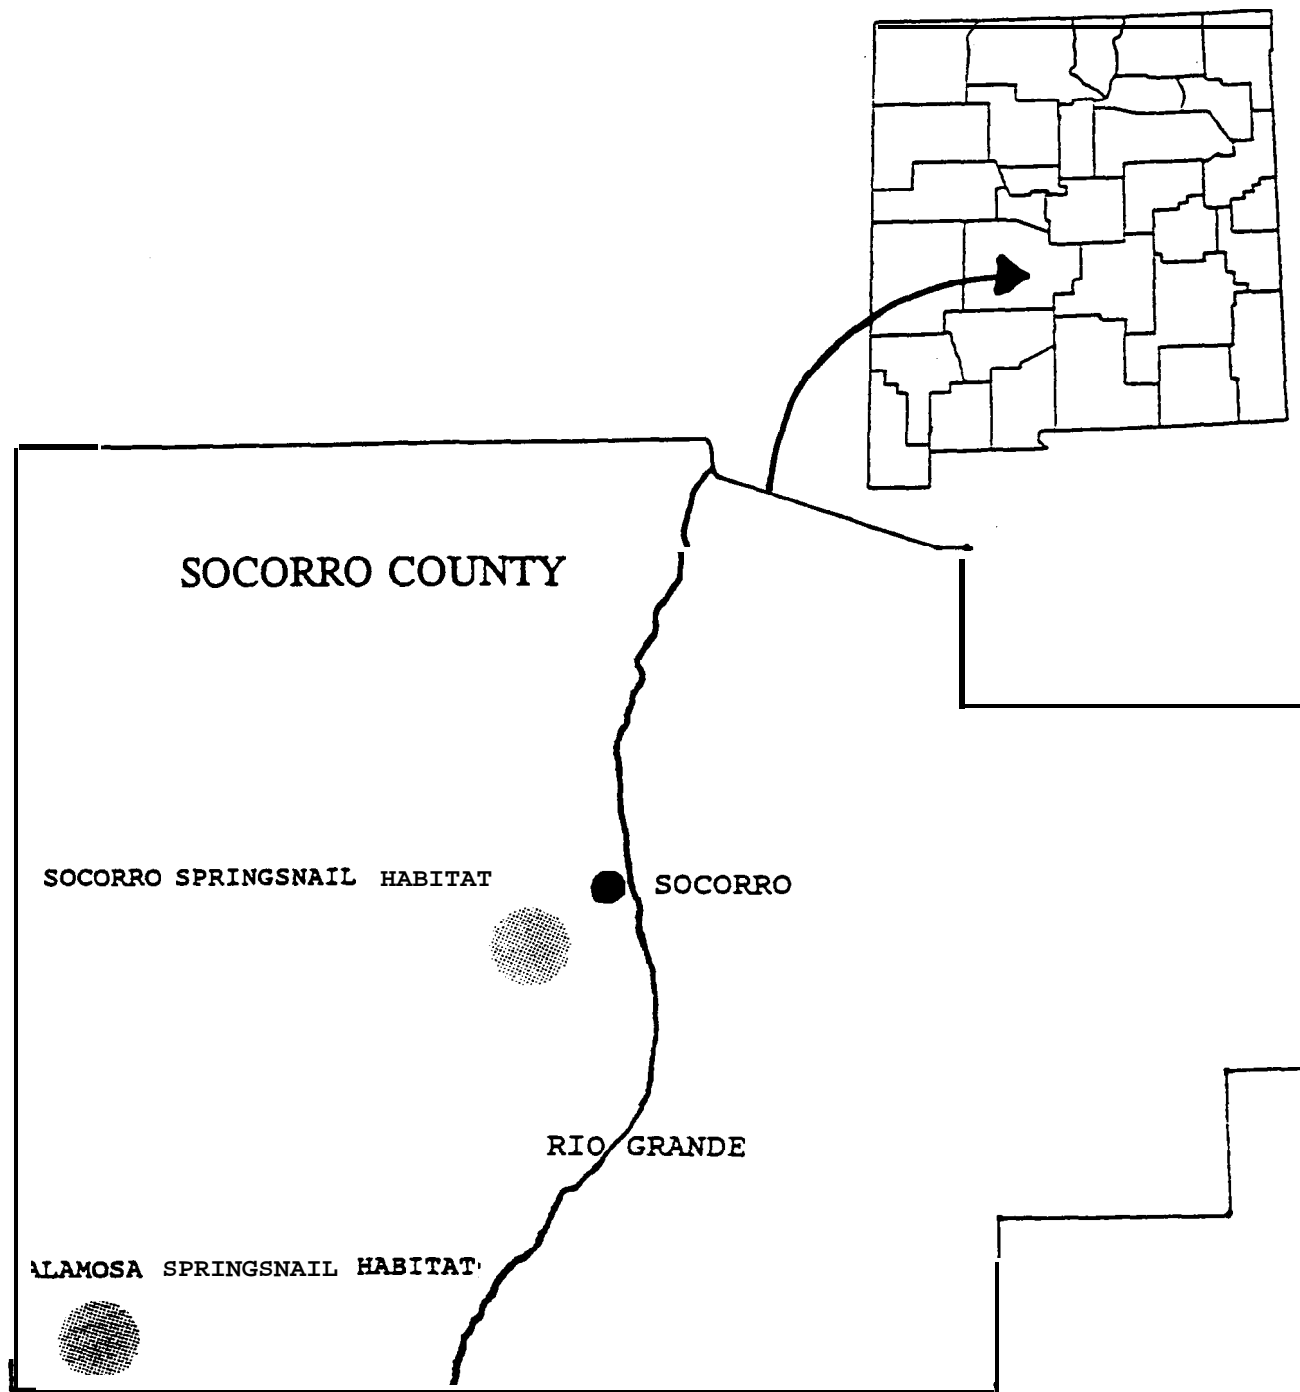 SOCORRO COUNTY
SOCORRO SPRINGSNAIL HABITAT
SOCORRO
RIO GRANDE
ALAMOSA SPRINGSNAIL HABITAT